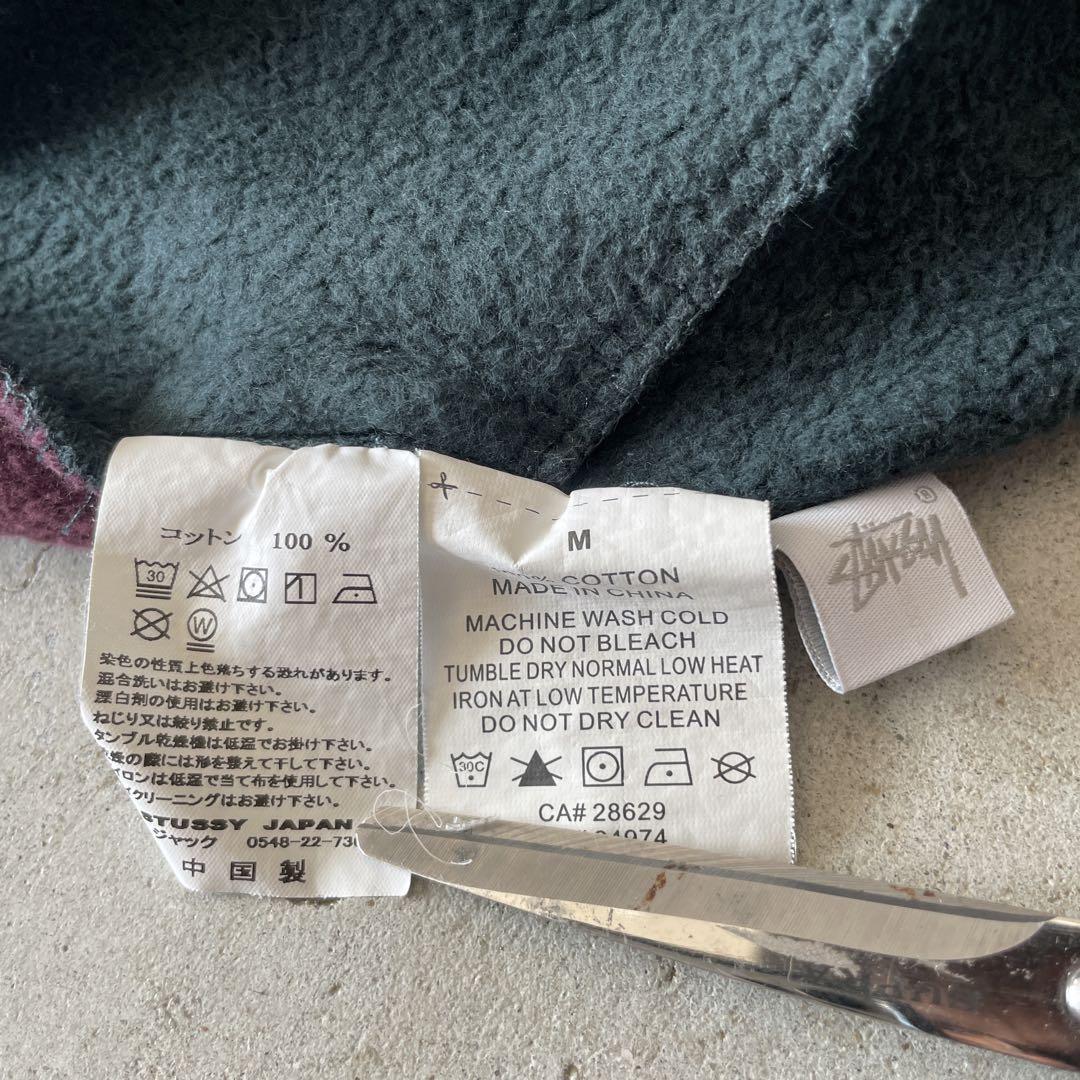 コットン 100 %
30
W
染色の性質上色落ちする恐れがあります。
混合洗いはお避け下さい。
漂白剤の使用はお避け下さい。
ねじり又は絞り禁止です。
タンブル乾燥機は低温でお掛け下さい。
の際には形を整えて干して下さい。
ロンは低温で当て布を使用して下さい。
クリーニングはお避け下さい。
STUSSY JAPAN
ジャック 0548-22-73
中国製
M
COTTON
MADE IN CHINA
MACHINE WASH COLD
DO NOT BLEACH
TUMBLE DRY NORMAL LOW HEAT
IRON AT LOW TEMPERATURE
DO NOT DRY CLEAN
30C
CA# 28629
4974
STÜSSY ®